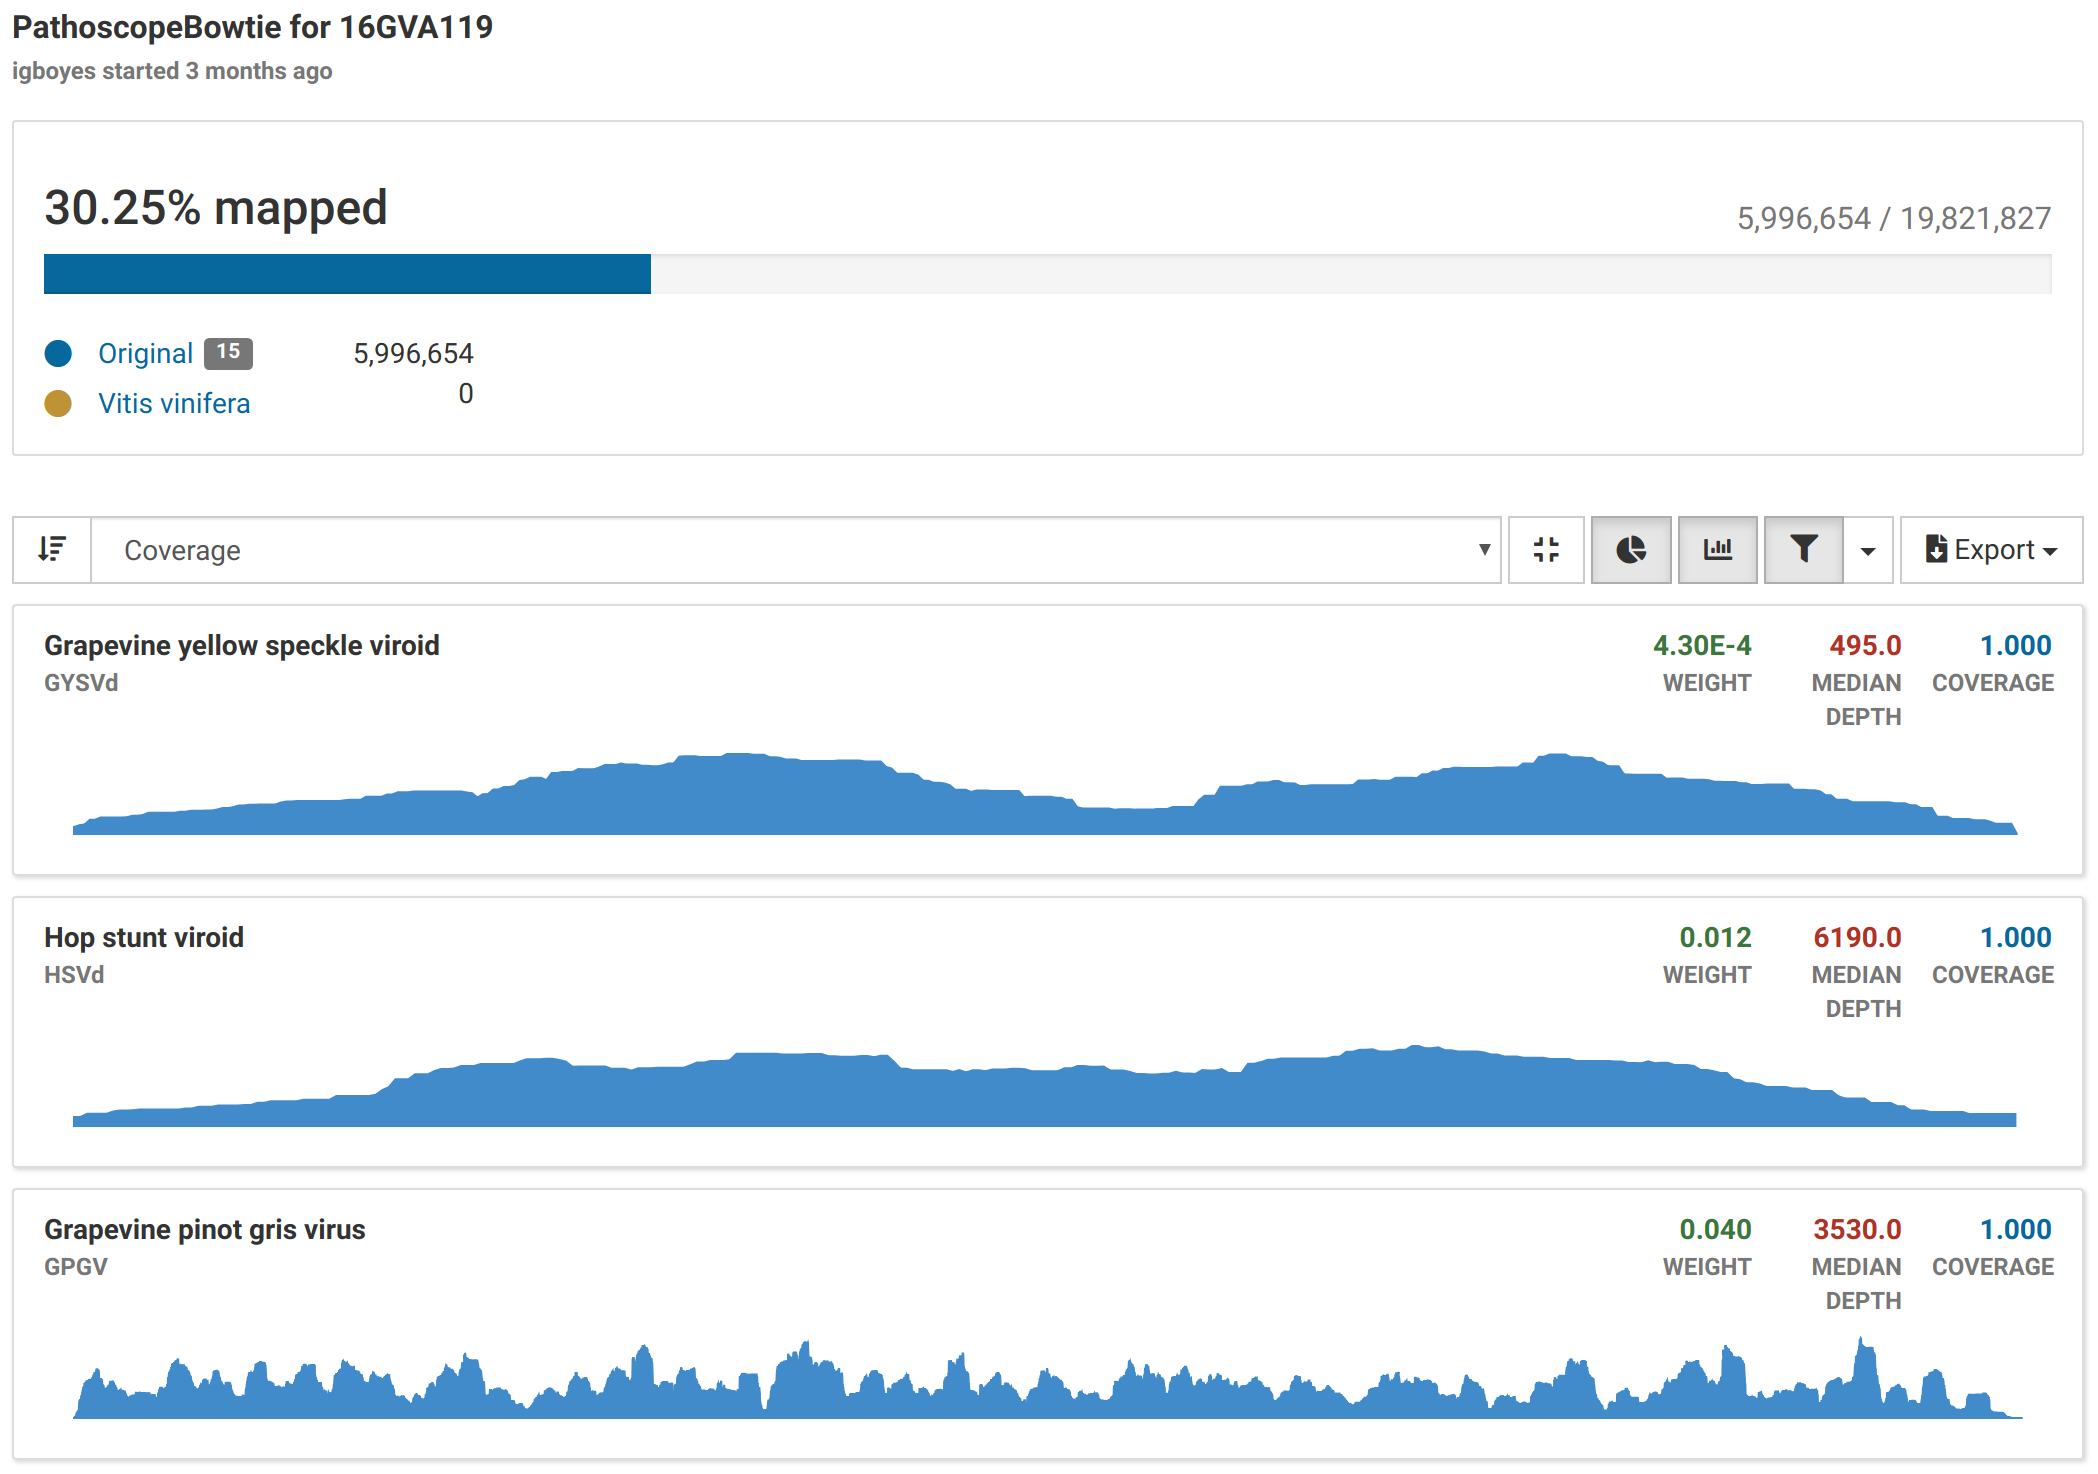 PathoscopeBowtie for 16GVA119
igboyes started 3 months ago
30.25% mapped
5,996,654 / 19,821,827
Original 15 5,996,654
Vitis vinifera 0
Coverage
Export
Grapevine yellow speckle viroid 4.30E-4 495.0 1.000
GYSVd WEIGHT MEDIAN COVERAGE
DEPTH
Hop stunt viroid 0.012 6190.0 1.000
HSVd WEIGHT MEDIAN COVERAGE
DEPTH
Grapevine pinot gris virus 0.040 3530.0 1.000
GPGV WEIGHT MEDIAN COVERAGE
DEPTH